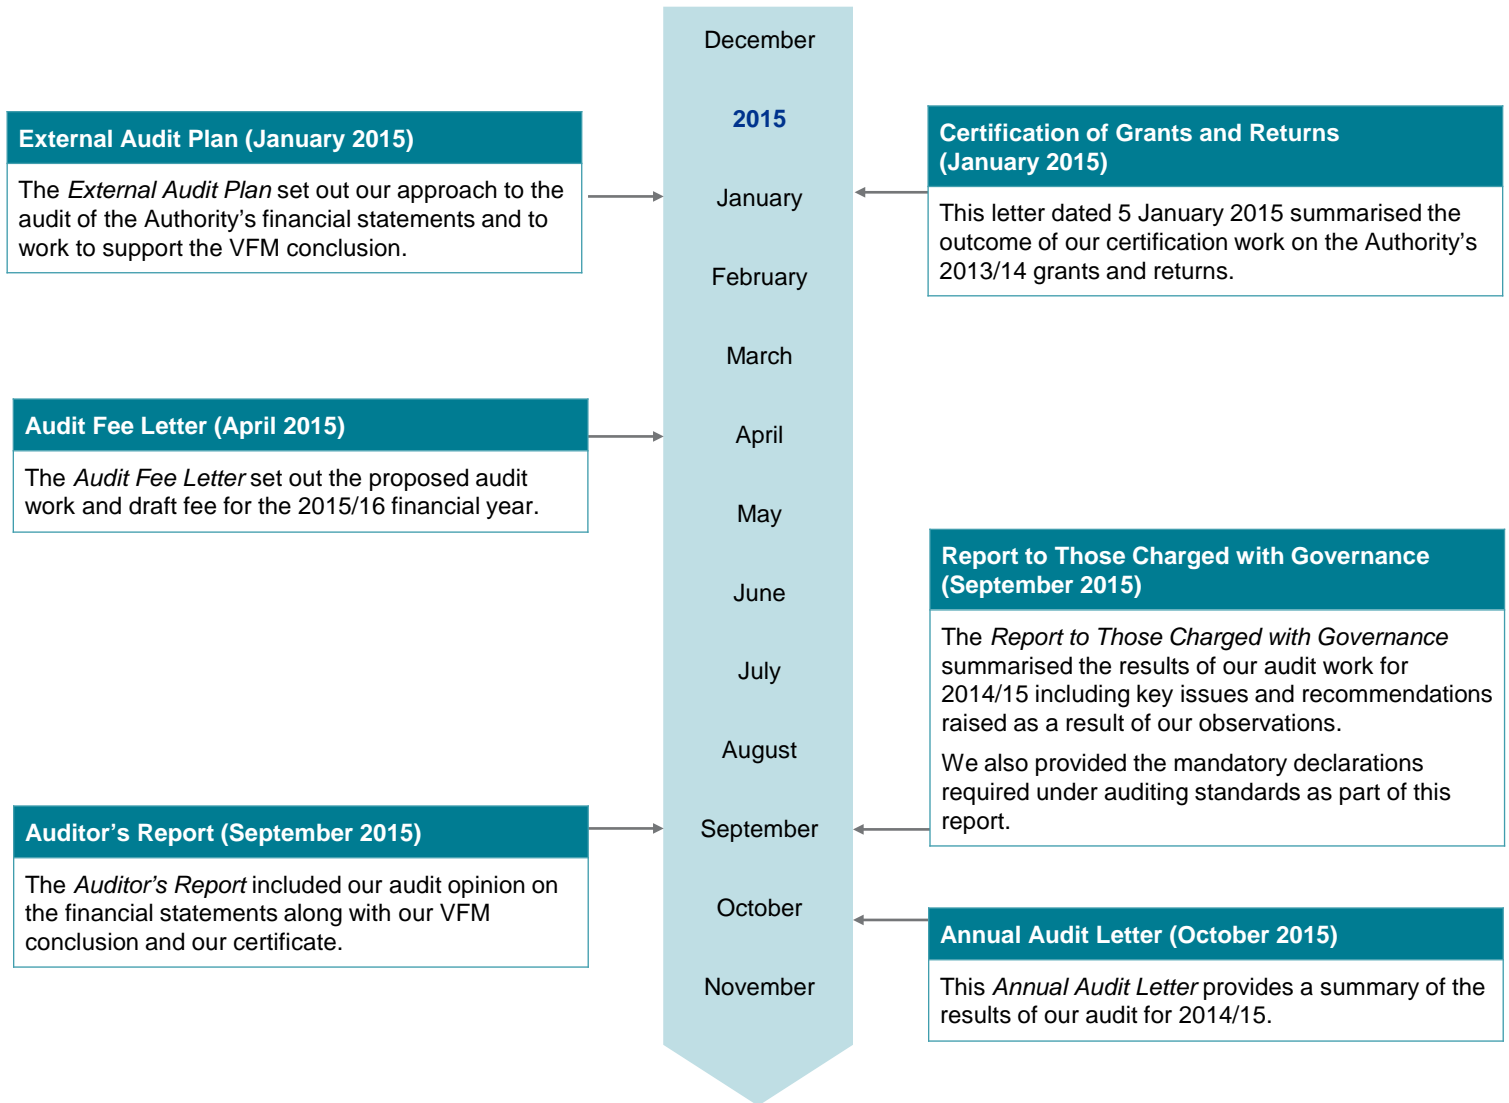 December
2015
January
February
March
April
May
June
July
August
September
October
November
External Audit Plan (January 2015)
The External Audit Plan set out our approach to the
audit of the Authority’s financial statements and to
work to support the VFM conclusion.
Certification of Grants and Returns
(January 2015)
This letter dated 5 January 2015 summarised the
outcome of our certification work on the Authority’s
2013/14 grants and returns.
Audit Fee Letter (April 2015)
The Audit Fee Letter set out the proposed audit
work and draft fee for the 2015/16 financial year.
Report to Those Charged with Governance
(September 2015)
The Report to Those Charged with Governance
summarised the results of our audit work for
2014/15 including key issues and recommendations
raised as a result of our observations.
We also provided the mandatory declarations
required under auditing standards as part of this
report.
Auditor’s Report (September 2015)
The Auditor’s Report included our audit opinion on
the financial statements along with our VFM
conclusion and our certificate.
Annual Audit Letter (October 2015)
This Annual Audit Letter provides a summary of the
results of our audit for 2014/15.